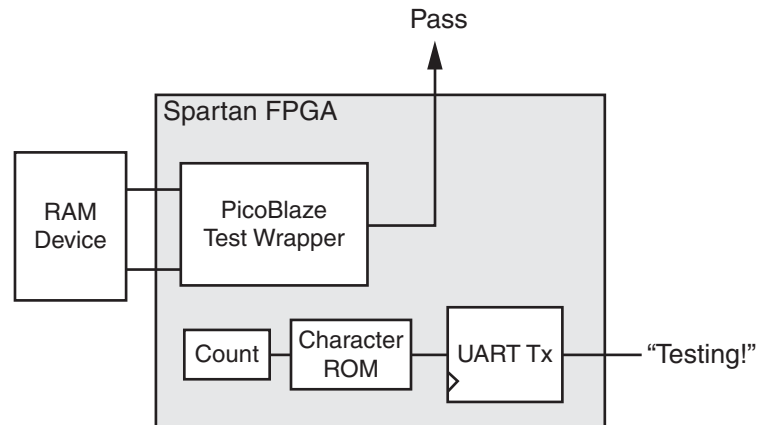 Pass
Spartan FPGA
RAM
Device
PicoBlaze
Test Wrapper
Count
Character
ROM
UART Tx
“Testing!”